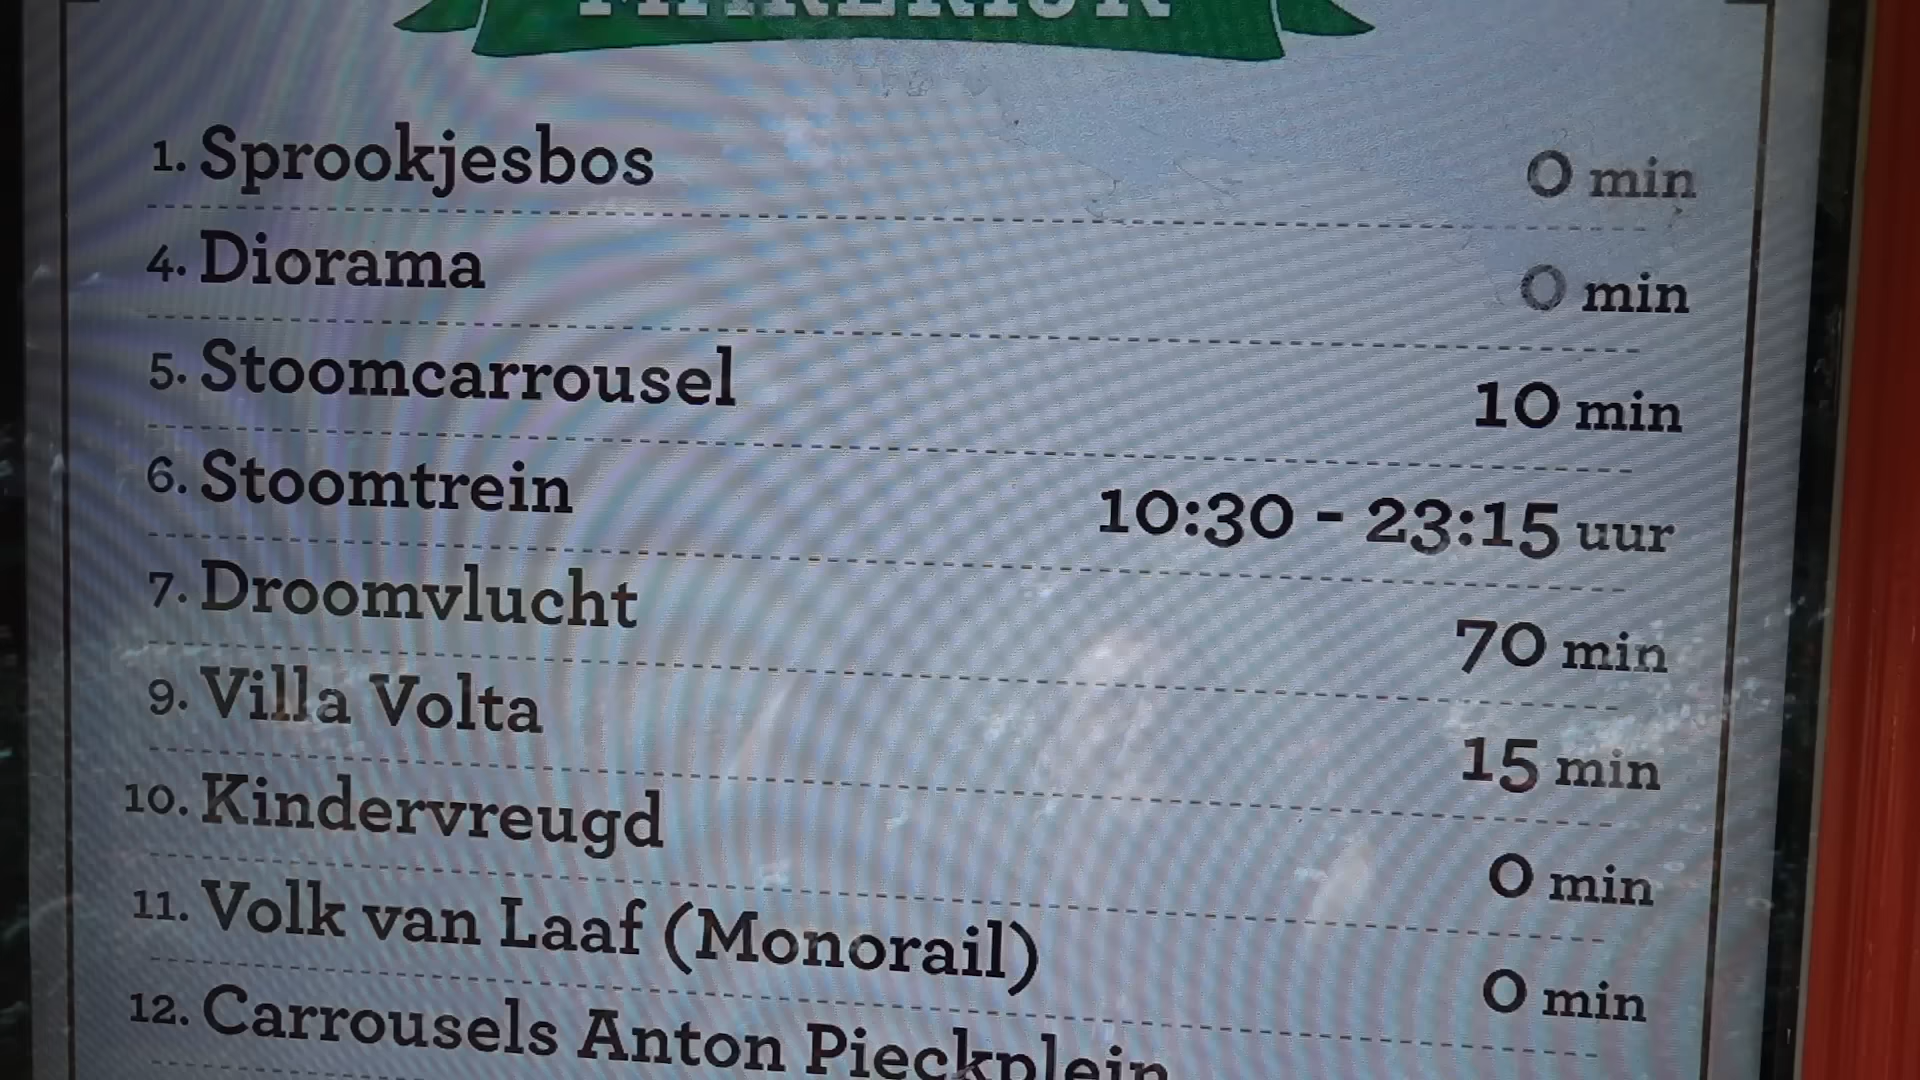 1. Sprookjesbos 0 min
4. Diorama 0 min
5. Stoomcarrousel 10 min
6. Stoomtrein 10:30 - 23:15 uur
7. Droomvlucht 70 min
9. Villa Volta 15 min
10. Kindervreugd 0 min
11. Volk van Laaf (Monorail) 0 min
12. Carrousels Anton Pieckplein